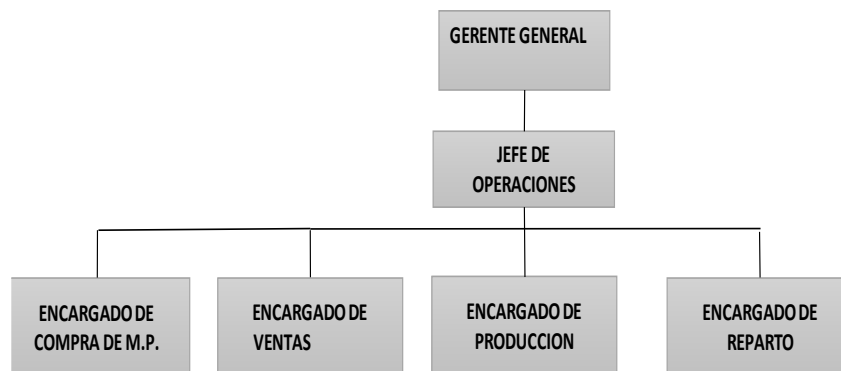 GERENTE GENERAL
JEFE DE
OPERACIONES
ENCARGADO DE
COMPRA DE M.P.
ENCARGADO DE
VENTAS
ENCARGADO DE
PRODUCCION
ENCARGADO DE
REPARTO